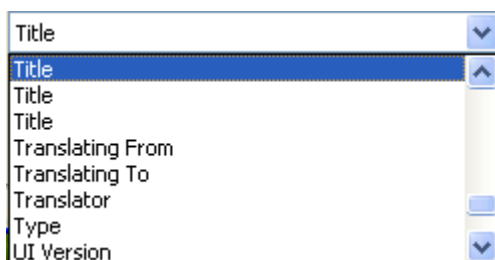 Title
Title
Title
Title
Translating From
Translating To
Translator
Type
UI Version